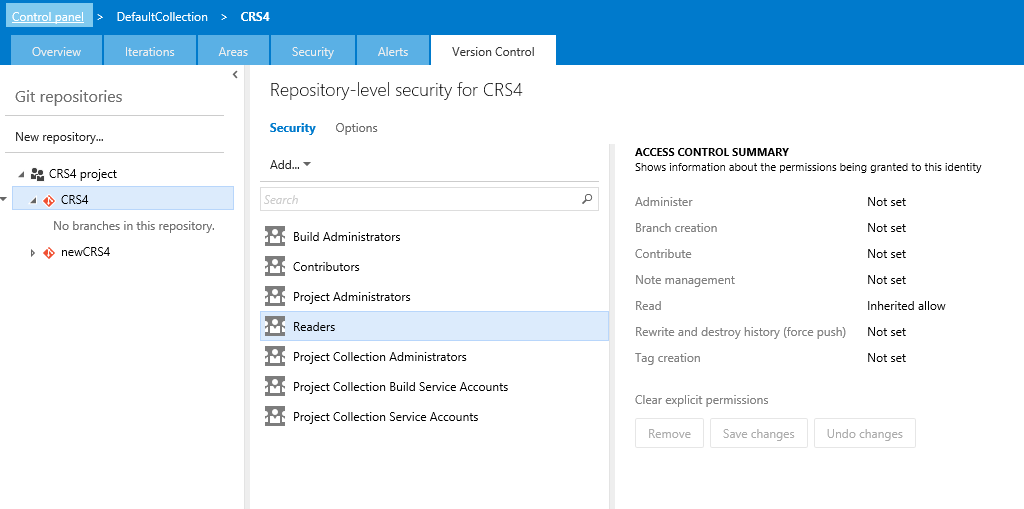 Control panel > DefaultCollection > CRS4
Overview Iterations Areas Security Alerts Version Control
Git repositories
New repository...
CRS4 project
CRS4
No branches in this repository.
newCRS4
Repository-level security for CRS4
Security Options
Add...
Search
Build Administrators
Contributors
Project Administrators
Readers
Project Collection Administrators
Project Collection Build Service Accounts
Project Collection Service Accounts
ACCESS CONTROL SUMMARY
Shows information about the permissions being granted to this identity
Administer Not set
Branch creation Not set
Contribute Not set
Note management Not set
Read Inherited allow
Rewrite and destroy history (force push) Not set
Tag creation Not set
Clear explicit permissions
Remove Save changes Undo changes